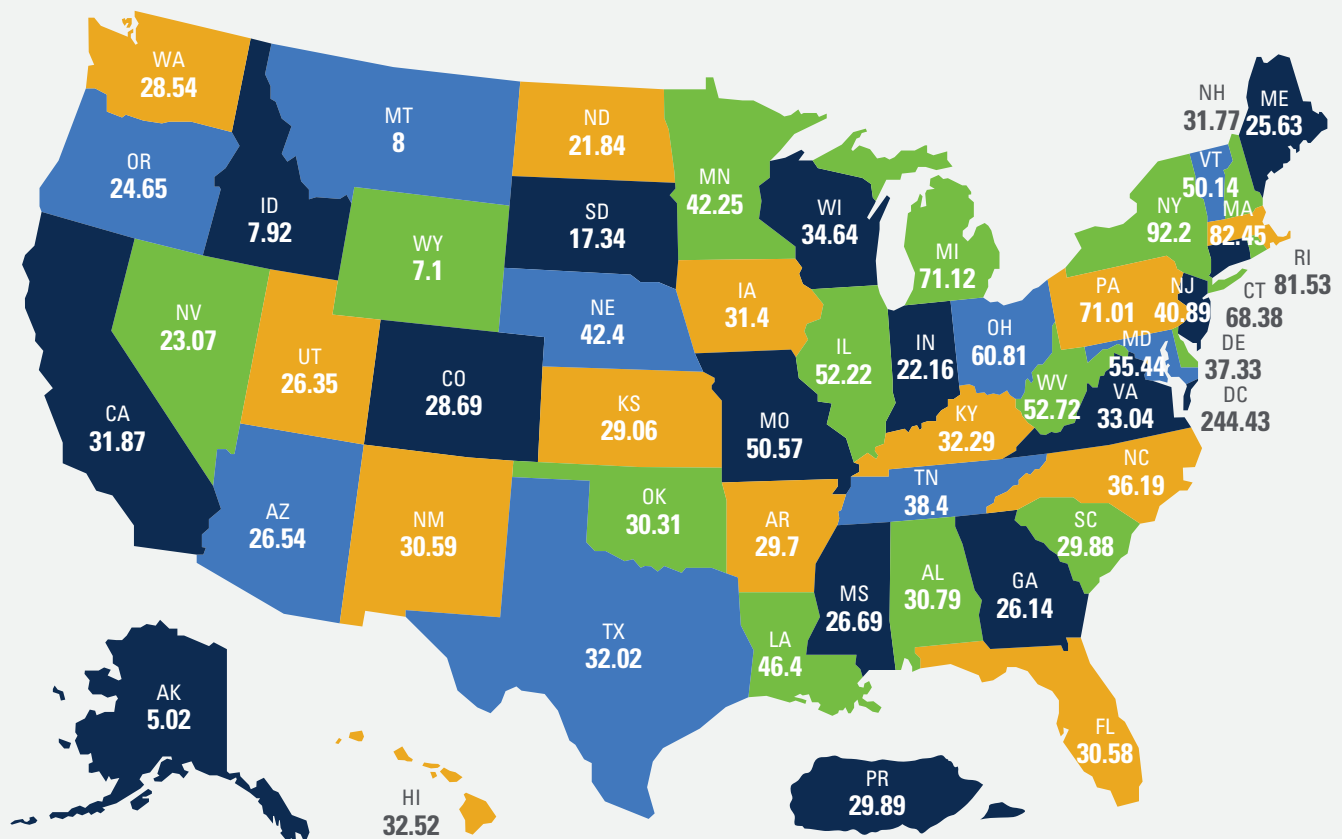 WA
28.54
MT
8
ND
21.84
OR
24.65
ID
7.92
MN
42.25
WI
34.64
SD
17.34
WY
7.1
MI
71.12
NH
31.77
ME
25.63
VT
50.14
NY
92.2
MA
82.45
RI
81.53
CT
68.38
NV
23.07
UT
26.35
CO
28.69
NE
42.4
IA
31.4
IL
52.22
IN
22.16
OH
60.81
PA
71.01
NJ
40.89
MD
55.44
DE
37.33
DC
244.43
CA
31.87
KS
29.06
MO
50.57
KY
32.29
WV
52.72
VA
33.04
AZ
26.54
NM
30.59
OK
30.31
AR
29.7
TN
38.4
NC
36.19
SC
29.88
TX
32.02
LA
46.4
MS
26.69
AL
30.79
GA
26.14
FL
30.58
AK
5.02
HI
32.52
PR
29.89